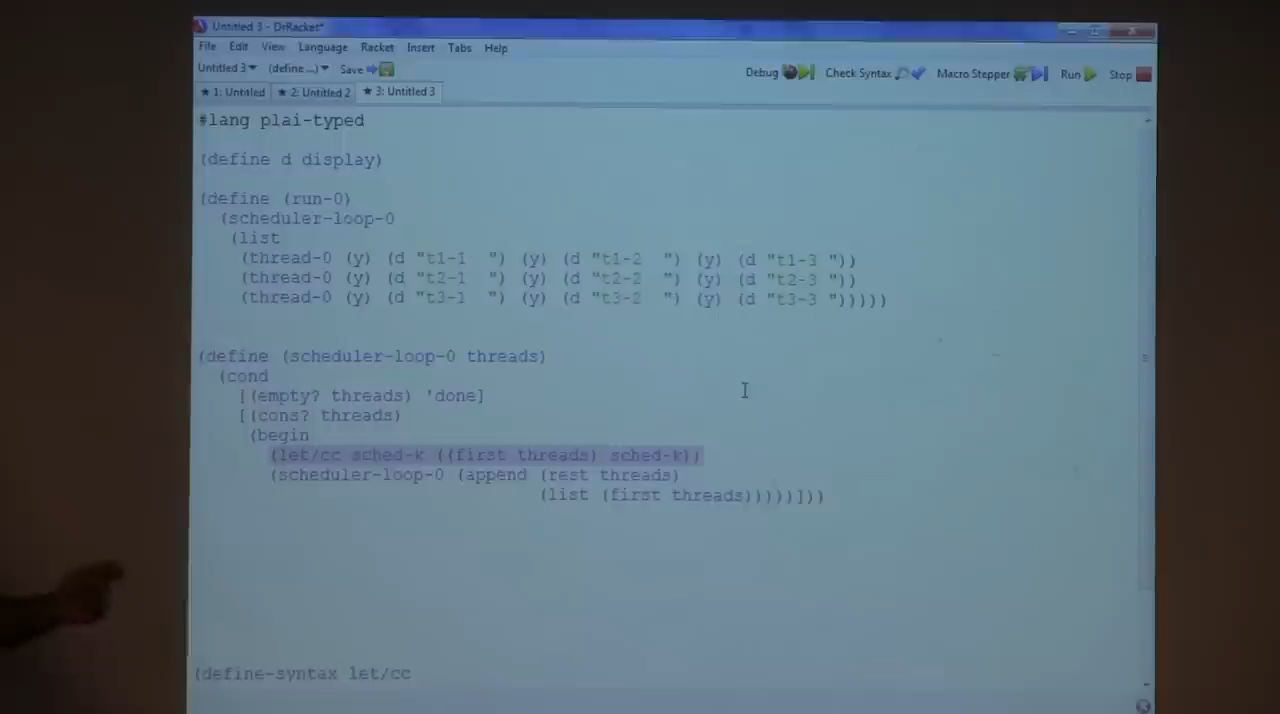 Untitled 3 - DrRacket*
File Edit View Language Racket Insert Tabs Help
Untitled 3 (define ...) Save Debug Check Syntax Macro Stepper Run Stop
★ 1: Untitled ★ 2: Untitled 2 ★ 3: Untitled 3
#lang plai-typed
(define d display)
(define (run-0)
(scheduler-loop-0
(list
(thread-0 (y) (d "t1-1 ") (y) (d "t1-2 ") (y) (d "t1-3 "))
(thread-0 (y) (d "t2-1 ") (y) (d "t2-2 ") (y) (d "t2-3 "))
(thread-0 (y) (d "t3-1 ") (y) (d "t3-2 ") (y) (d "t3-3 ")))))
(define (scheduler-loop-0 threads)
(cond
[(empty? threads) 'done]
[(cons? threads)
(begin
(let/cc sched-k ((first threads) sched-k))
(scheduler-loop-0 (append (rest threads)
(list (first threads)))))]))
(define-syntax let/cc